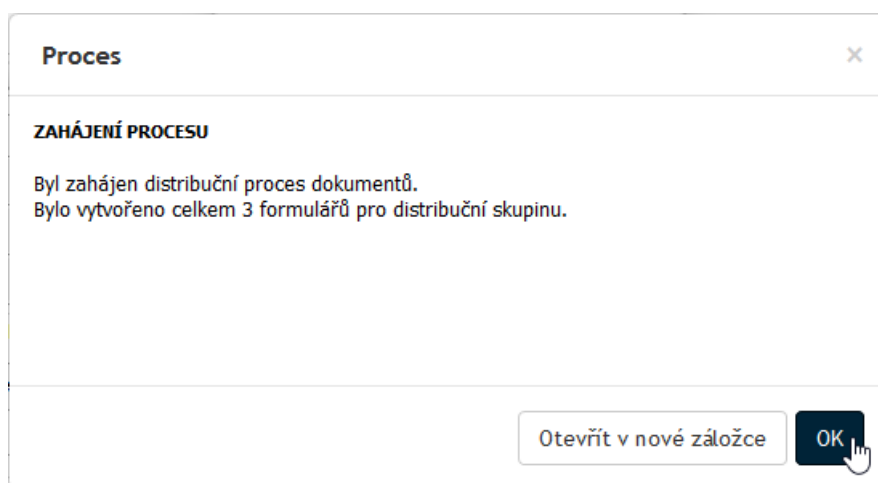 Proces
×
ZAHÁJENÍ PROCESU
Byl zahájen distribuční proces dokumentů.
Bylo vytvořeno celkem 3 formulářů pro distribuční skupinu.
Otevřít v nové záložce
OK